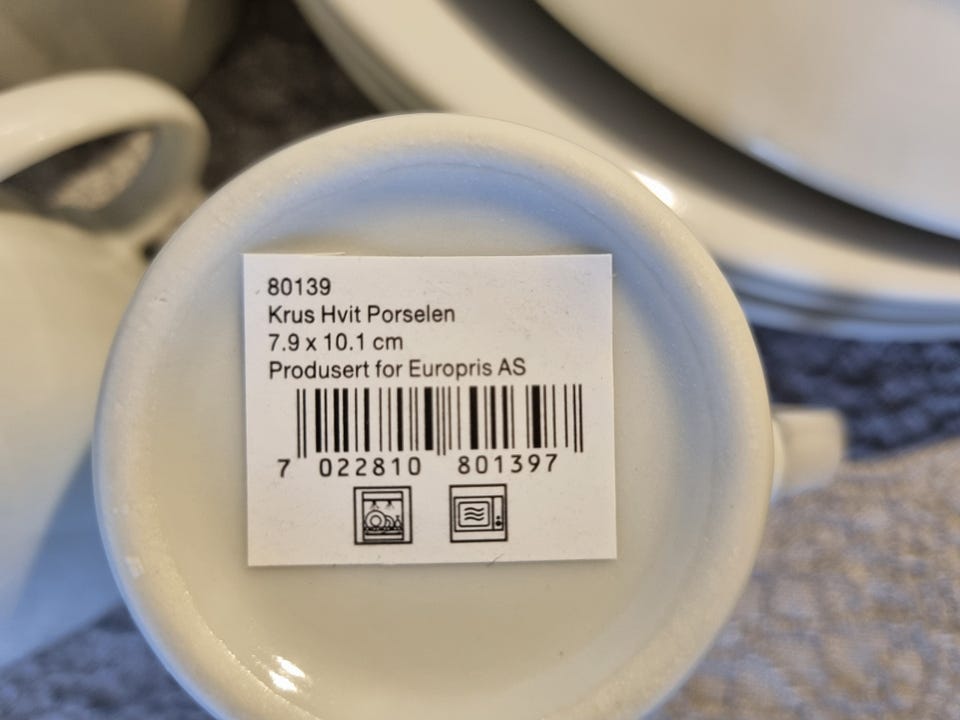 80139
Krus Hvit Porselen
7.9 x 10.1 cm
Produsert for Europris AS
7 022810 801397